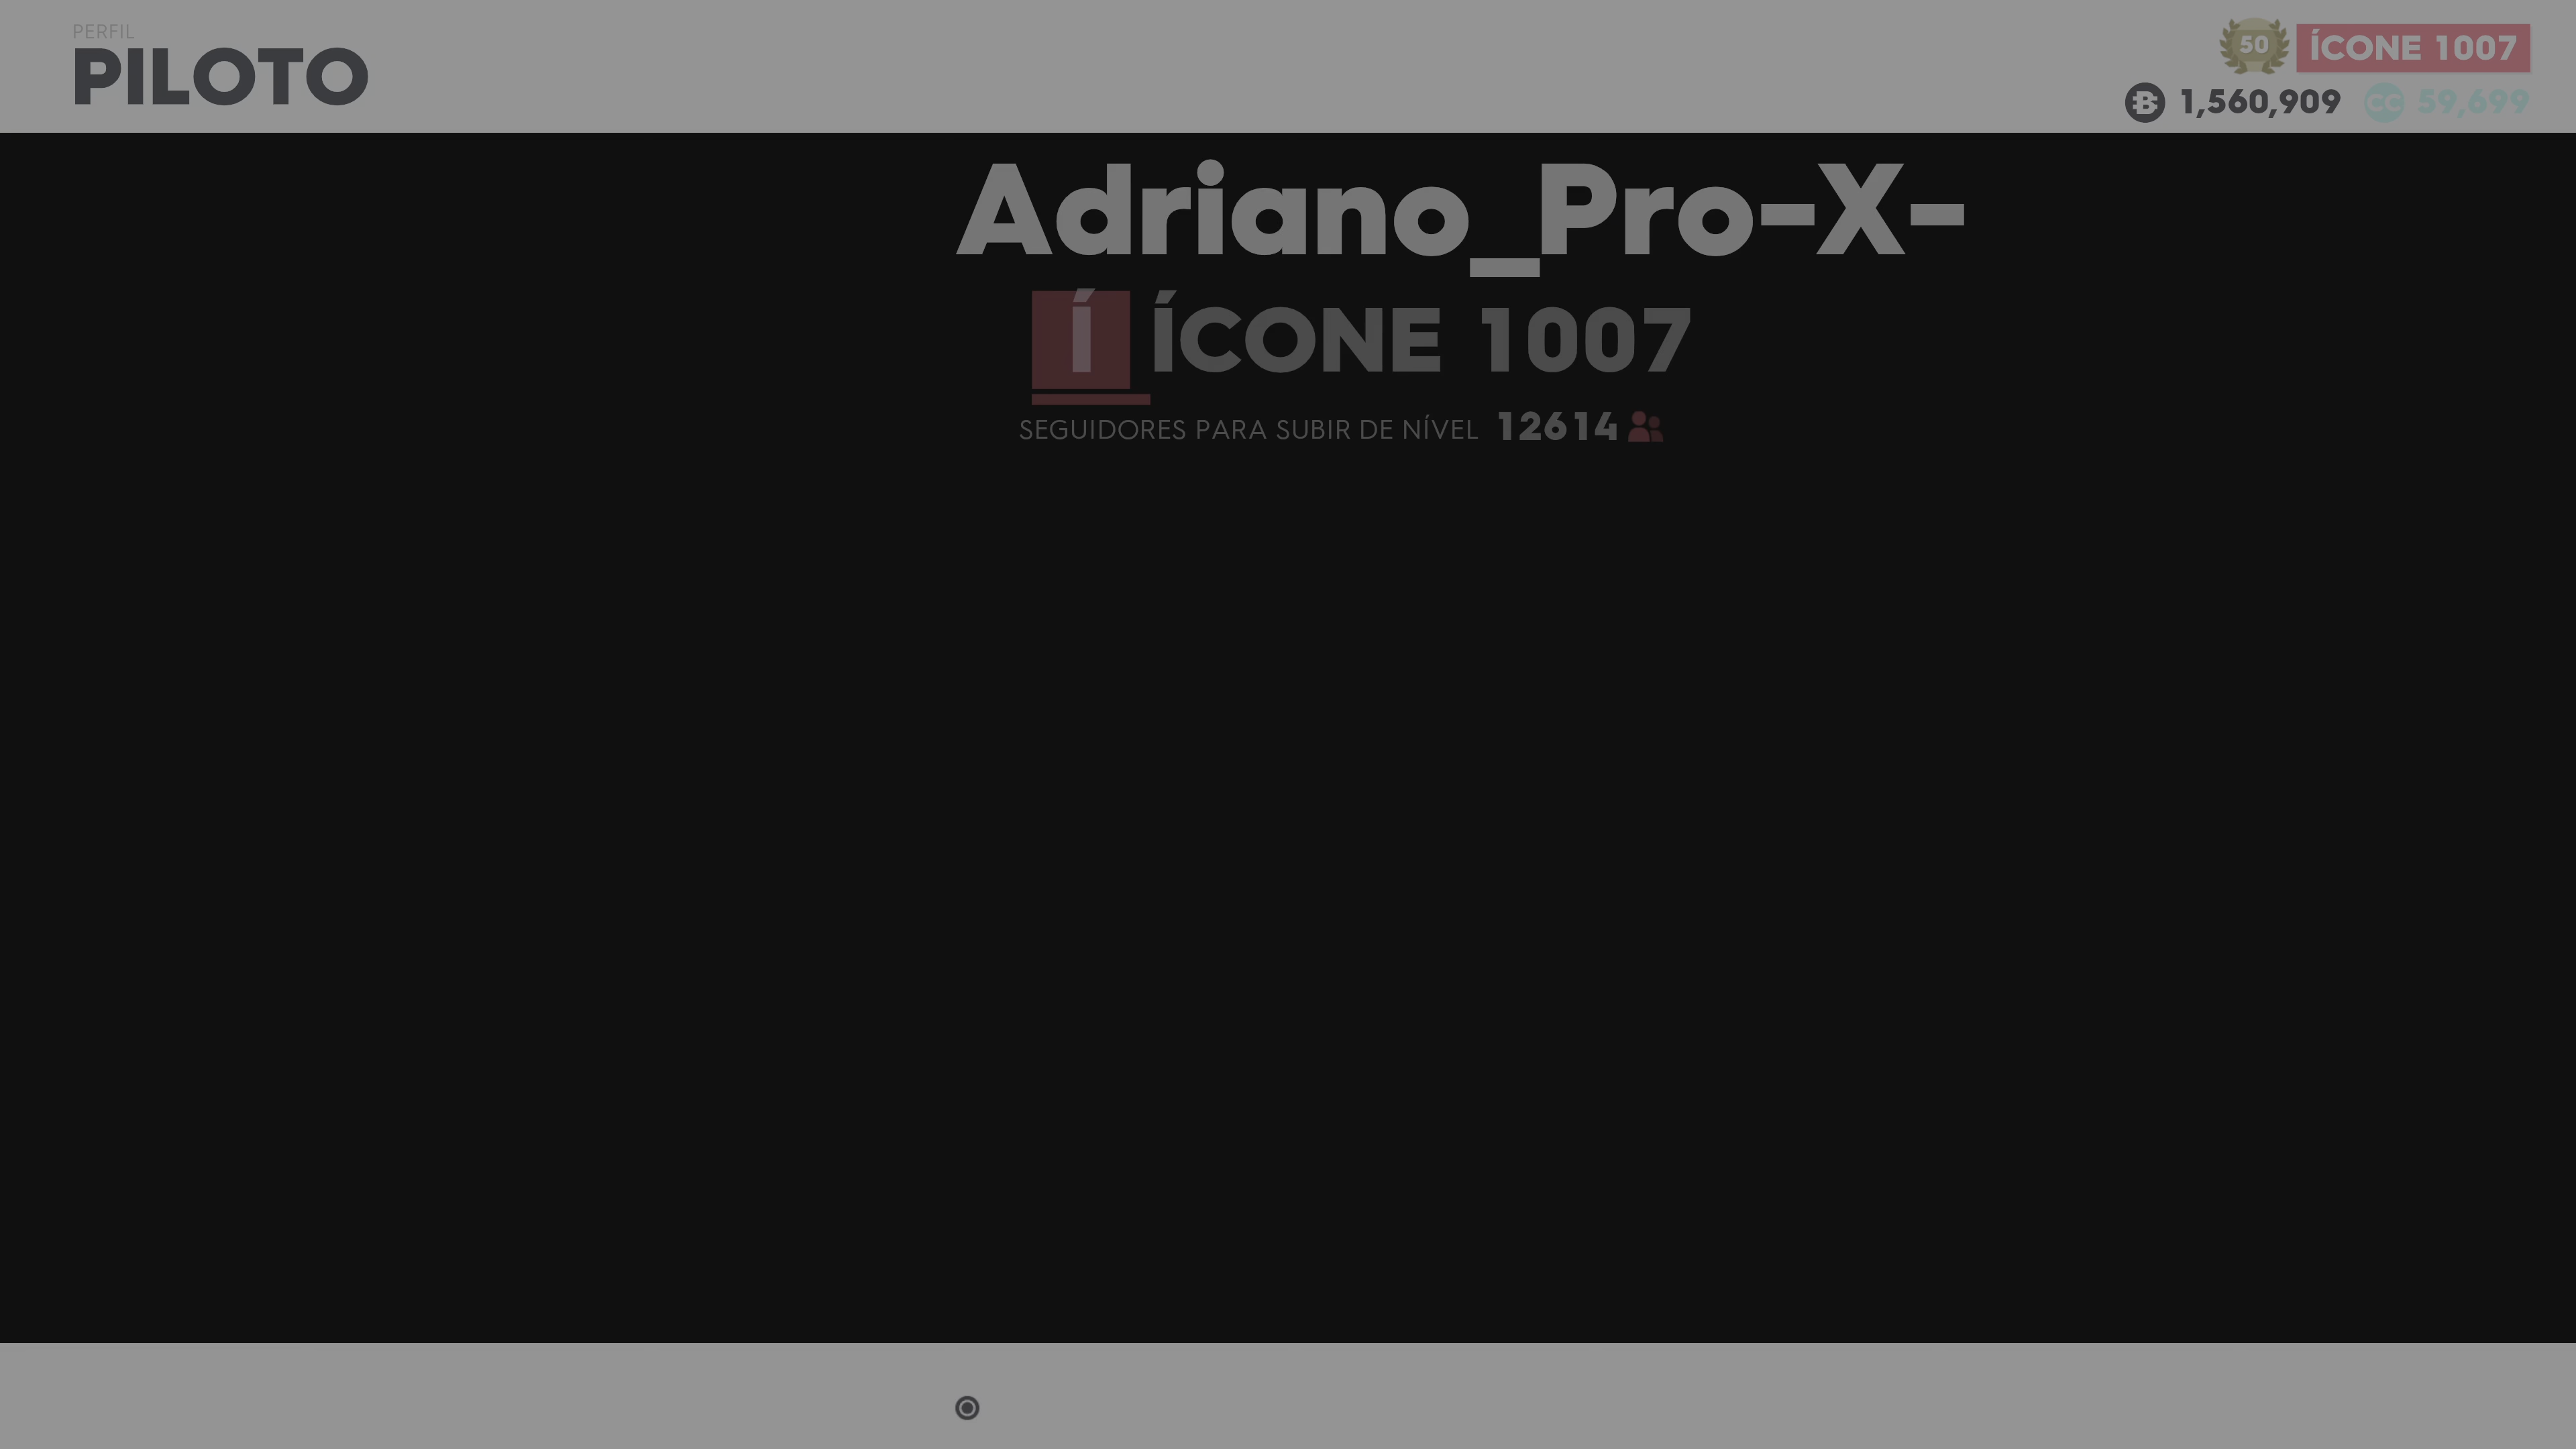 PERFIL
PILOTO
50 ÍCONE 1007
1,560,909 CC 59,699
Adriano_Pro-X-
Í ÍCONE 1007
SEGUIDORES PARA SUBIR DE NÍVEL 12614